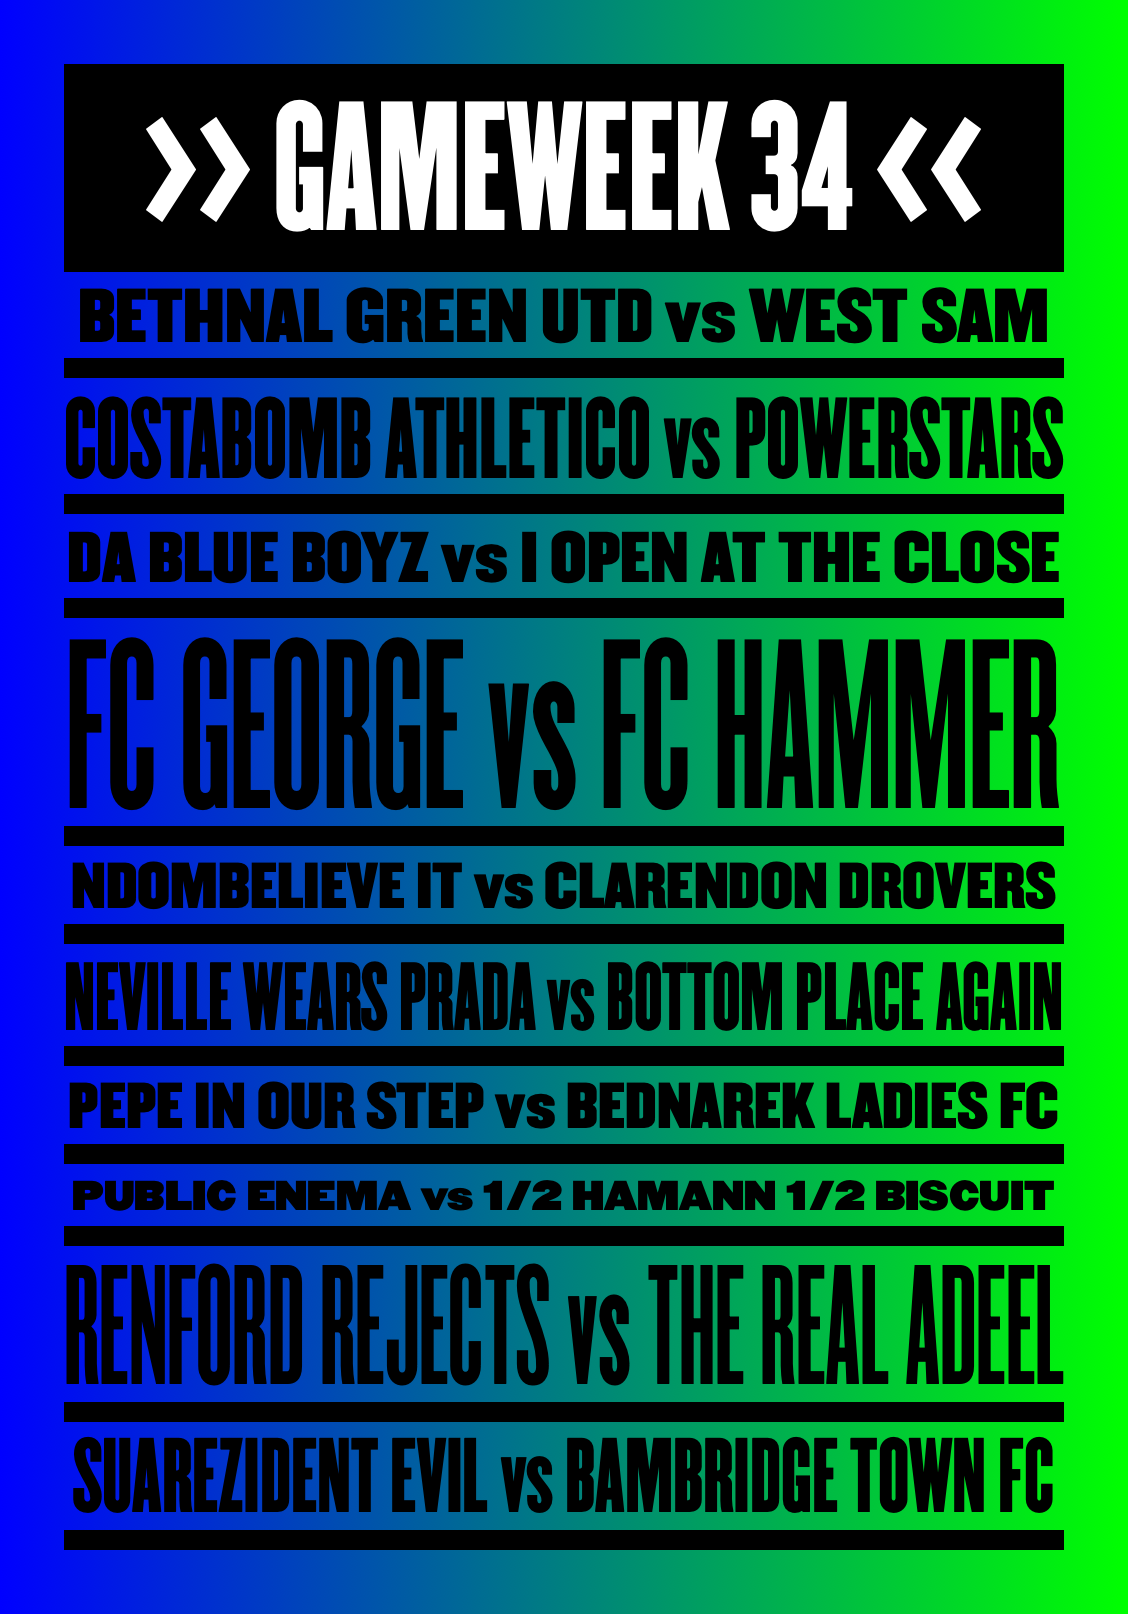 >> GAMEWEEK 34 <<
BETHNAL GREEN UTD vs WEST SAM
COSTABOMB ATHLETICO vs POWERSTARS
DA BLUE BOYZ vs I OPEN AT THE CLOSE
FC GEORGE vs FC HAMMER
NDOMBELIEVE IT vs CLARENDON DROVERS
NEVILLE WEARS PRADA vs BOTTOM PLACE AGAIN
PEPE IN OUR STEP vs BEDNAREK LADIES FC
PUBLIC ENEMA vs 1/2 HAMANN 1/2 BISCUIT
RENFORD REJECTS vs THE REAL ADEEL
SUAREZIDENT EVIL vs BAMBRIDGE TOWN FC